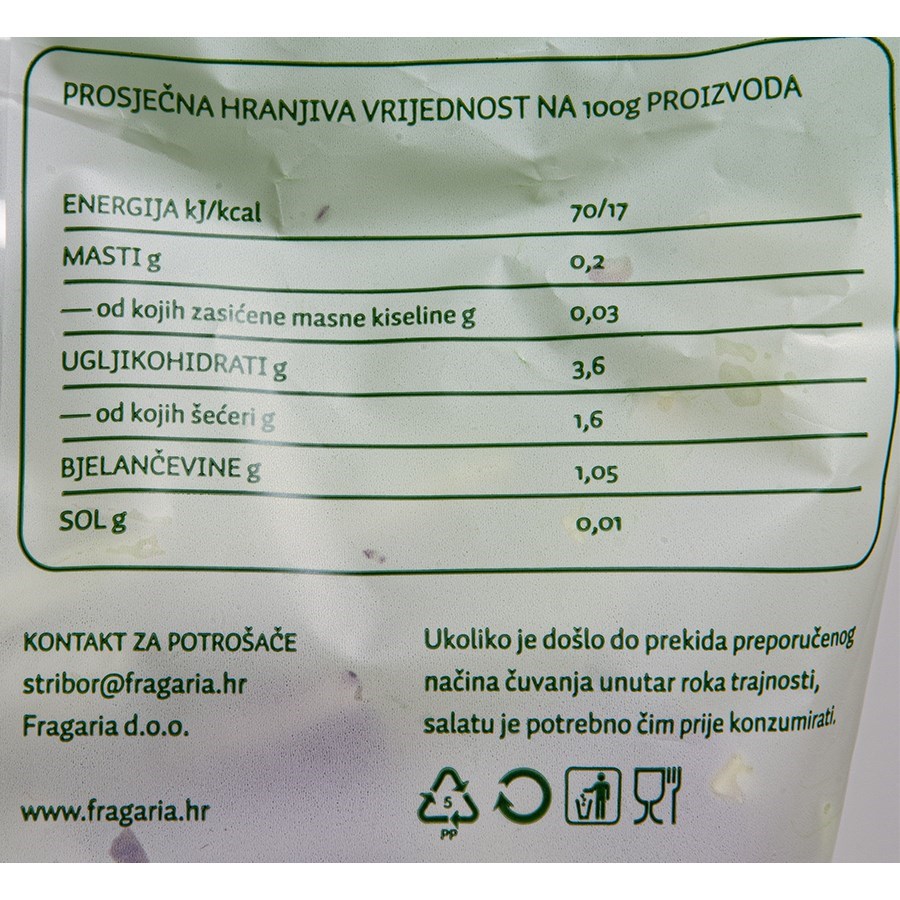 PROSJEČNA HRANJIVA VRIJEDNOST NA 100g PROIZVODA
ENERGIJA kJ/kcal 70/17
MASTI g 0,2
— od kojih zasićene masne kiseline g 0,03
UGLJIKOHIDRATI g 3,6
— od kojih šećeri g 1,6
BJELANČEVINE g 1,05
SOL g 0,01
KONTAKT ZA POTROŠAČE
stribor@fragaria.hr
Fragaria d.o.o.
www.fragaria.hr
Ukoliko je došlo do prekida preporučenog
načina čuvanja unutar roka trajnosti,
salatu je potrebno čim prije konzumirati.
5
PP